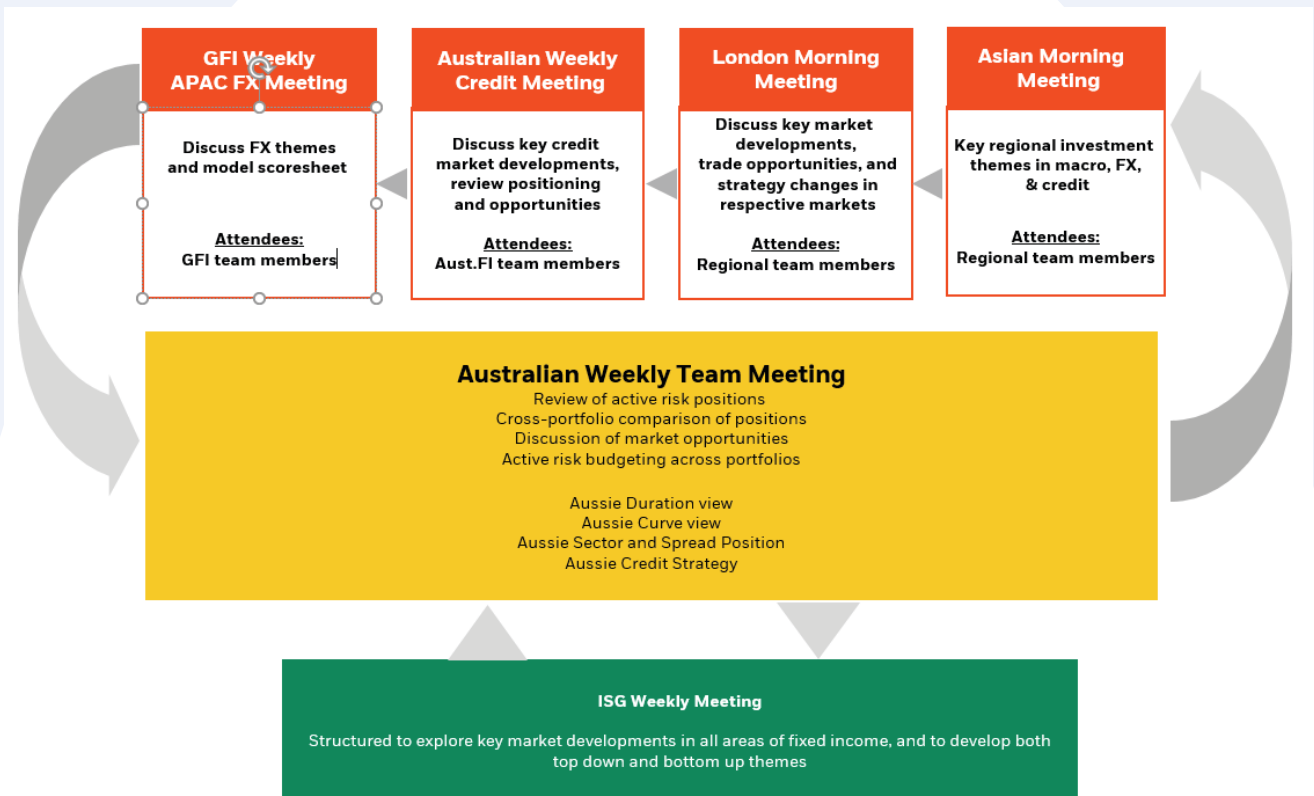 GFI Weekly
APAC FX Meeting
Discuss FX themes
and model scoresheet
Attendees:
GFI team members
Australian Weekly
Credit Meeting
Discuss key credit
market developments,
review positioning
and opportunities
Attendees:
Aust.FI team members
London Morning
Meeting
Discuss key market
developments,
trade opportunities, and
strategy changes in
respective markets
Attendees:
Regional team members
Asian Morning
Meeting
Key regional investment
themes in macro, FX,
& credit
Attendees:
Regional team members
Australian Weekly Team Meeting
Review of active risk positions
Cross-portfolio comparison of positions
Discussion of market opportunities
Active risk budgeting across portfolios
Aussie Duration view
Aussie Curve view
Aussie Sector and Spread Position
Aussie Credit Strategy
ISG Weekly Meeting
Structured to explore key market developments in all areas of fixed income, and to develop both
top down and bottom up themes